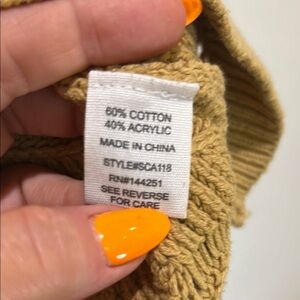 60% COTTON
40% ACRYLIC
MADE IN CHINA
STYLE#SCA118
RN#144251
SEE REVERSE
FOR CARE